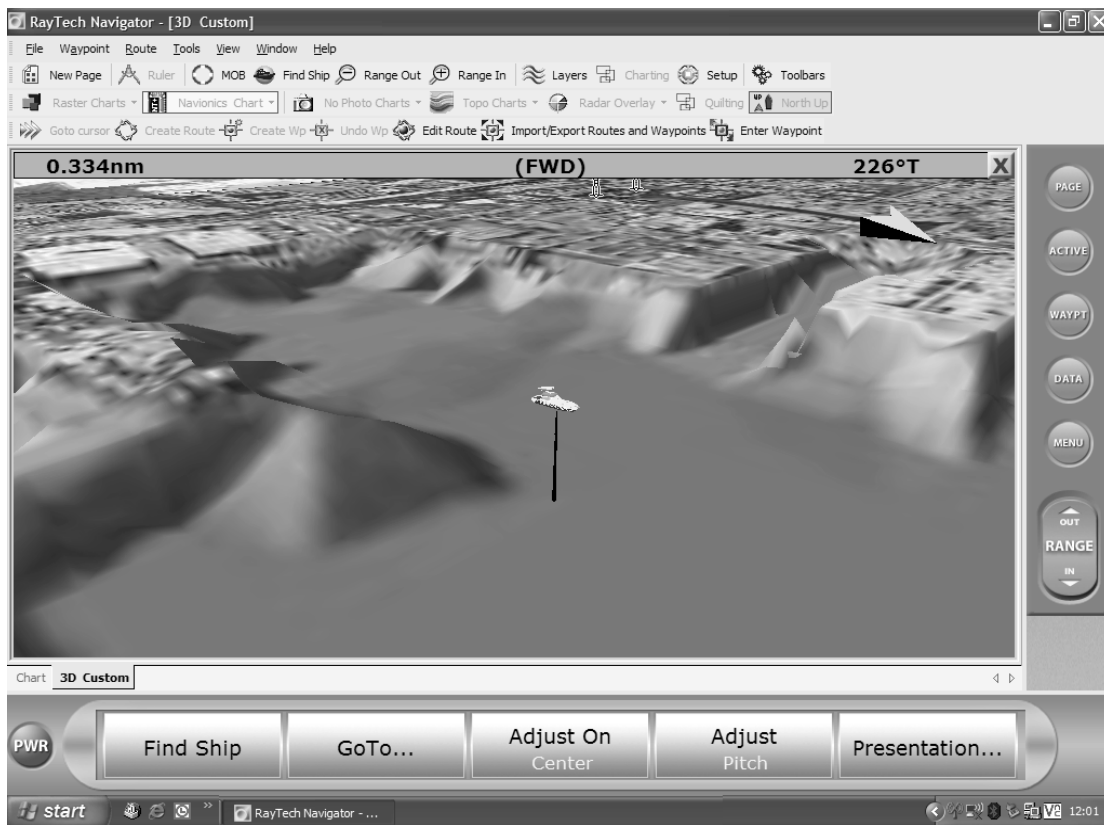 RayTech Navigator - [3D Custom]
File Waypoint Route Tools View Window Help
New Page Ruler MOB Find Ship Range Out Range In Layers Charting Setup Toolbars
Raster Charts Navionics Chart No Photo Charts Topo Charts Radar Overlay Quilting North Up
Goto cursor Create Route Create Wp Undo Wp Edit Route Import/Export Routes and Waypoints Enter Waypoint
0.334nm (FWD) 226°T X
PAGE
ACTIVE
WAYPT
DATA
MENU
OUT
RANGE
IN
Chart 3D Custom
PWR Find Ship GoTo... Adjust On Adjust Presentation...
Center Pitch
start RayTech Navigator - ... 12:01